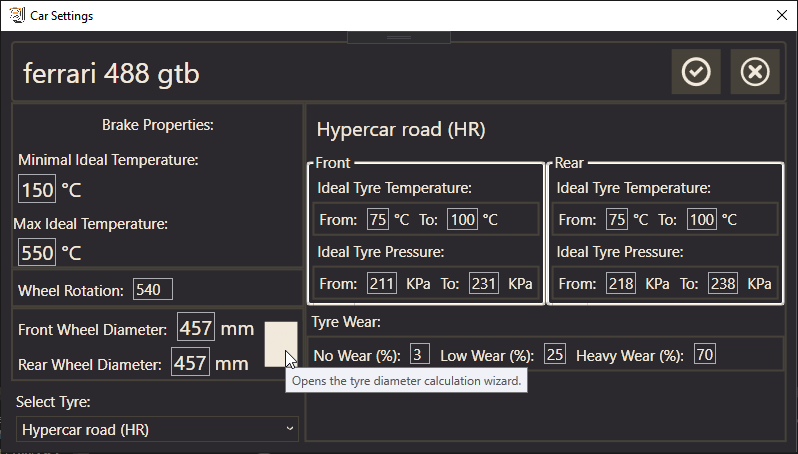 Car Settings
ferrari 488 gtb
Brake Properties:
Minimal Ideal Temperature:
150 °C
Max Ideal Temperature:
550 °C
Wheel Rotation: 540
Front Wheel Diameter: 457 mm
Rear Wheel Diameter: 457 mm
Select Tyre:
Hypercar road (HR)
Hypercar road (HR)
Front
Ideal Tyre Temperature:
From: 75 °C To: 100 °C
Ideal Tyre Pressure:
From: 211 KPa To: 231 KPa
Rear
Ideal Tyre Temperature:
From: 75 °C To: 100 °C
Ideal Tyre Pressure:
From: 218 KPa To: 238 KPa
Tyre Wear:
No Wear (%): 3 Low Wear (%): 25 Heavy Wear (%): 70
Opens the tyre diameter calculation wizard.